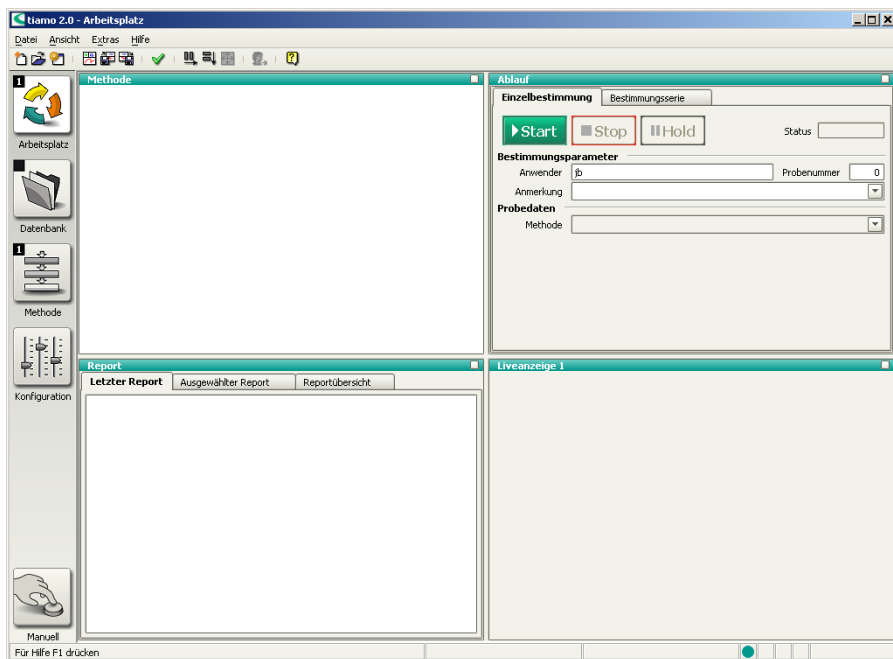 tiamo 2.0 - Arbeitsplatz
Datei Ansicht Extras Hilfe
1
Arbeitsplatz
Datenbank
1
Methode
Konfiguration
Manuell
Methode
Ablauf
Einzelbestimmung Bestimmungsserie
Start Stop Hold Status
Bestimmungsparameter
Anwender jb Probenummer 0
Anmerkung
Probedaten
Methode
Report
Letzter Report Ausgewählter Report Reportübersicht
Liveanzeige 1
Für Hilfe F1 drücken